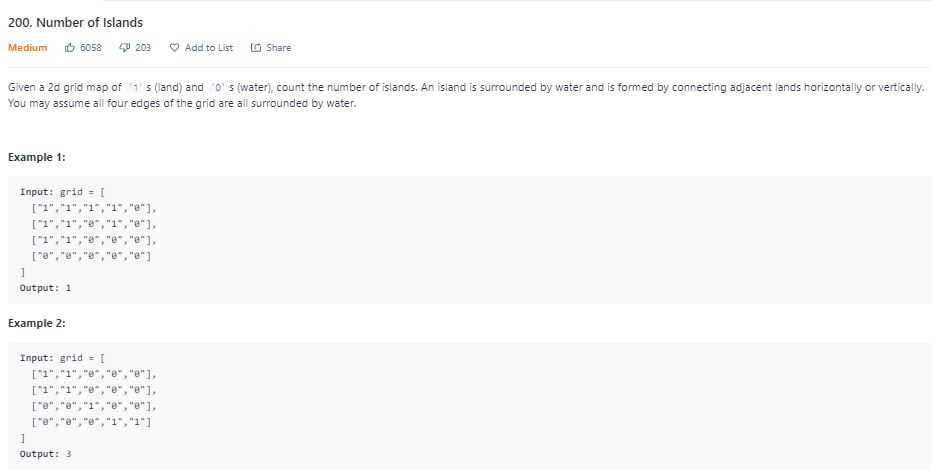 200. Number of Islands
Medium 6058 203 Add to List Share
Given a 2d grid map of '1' s (land) and '0' s (water), count the number of islands. An island is surrounded by water and is formed by connecting adjacent lands horizontally or vertically.
You may assume all four edges of the grid are all surrounded by water.
Example 1:
Input: grid = [
["1","1","1","1","0"],
["1","1","0","1","0"],
["1","1","0","0","0"],
["0","0","0","0","0"]
]
Output: 1
Example 2:
Input: grid = [
["1","1","0","0","0"],
["1","1","0","0","0"],
["0","0","1","0","0"],
["0","0","0","1","1"]
]
Output: 3